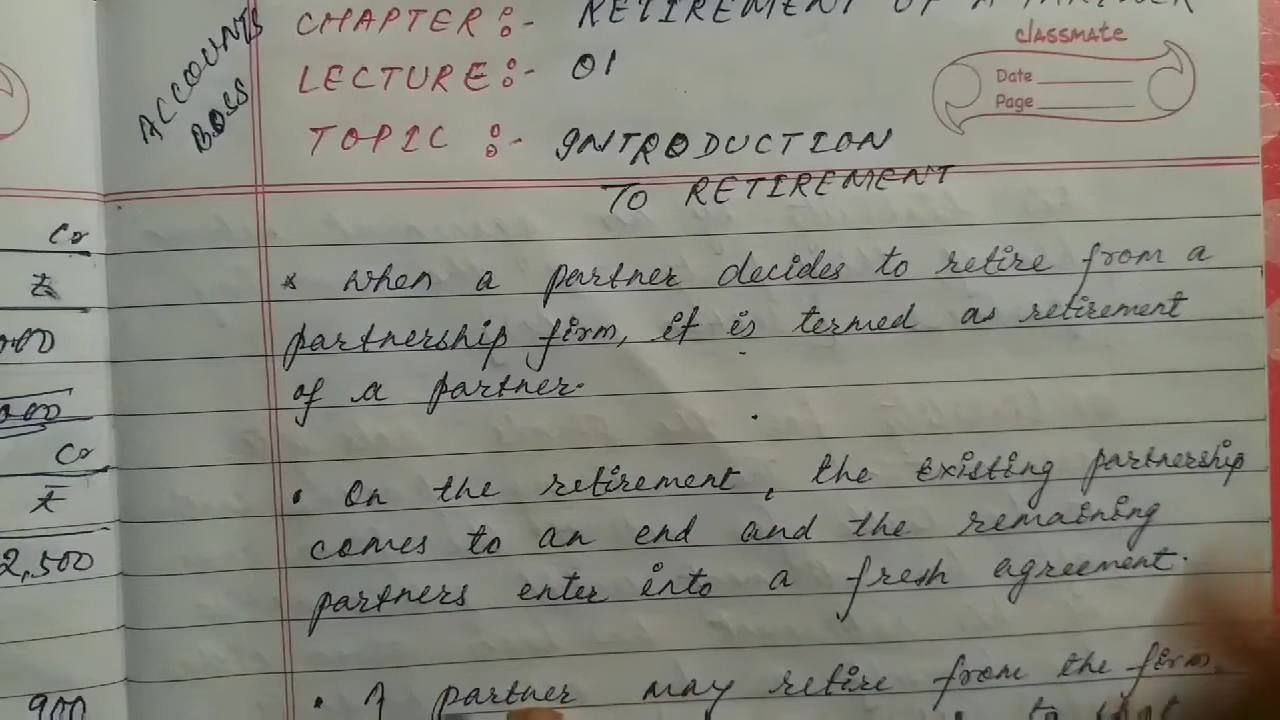 CHAPTER :- RETIREMENT OF A PARTNER
ACCOUNTS BOSS
classmate
LECTURE :- 01
Date
Page
TOPIC :- INTRODUCTION
TO RETIREMENT
Cr
* When a partner decides to retire from a
partnership firm, it is termed as retirement
of a partner.
Cr
• On the retirement, the existing partnership
comes to an end and the remaining
2,500
partners enter into a fresh agreement.
• A partner may retire from the firm,
900
to that